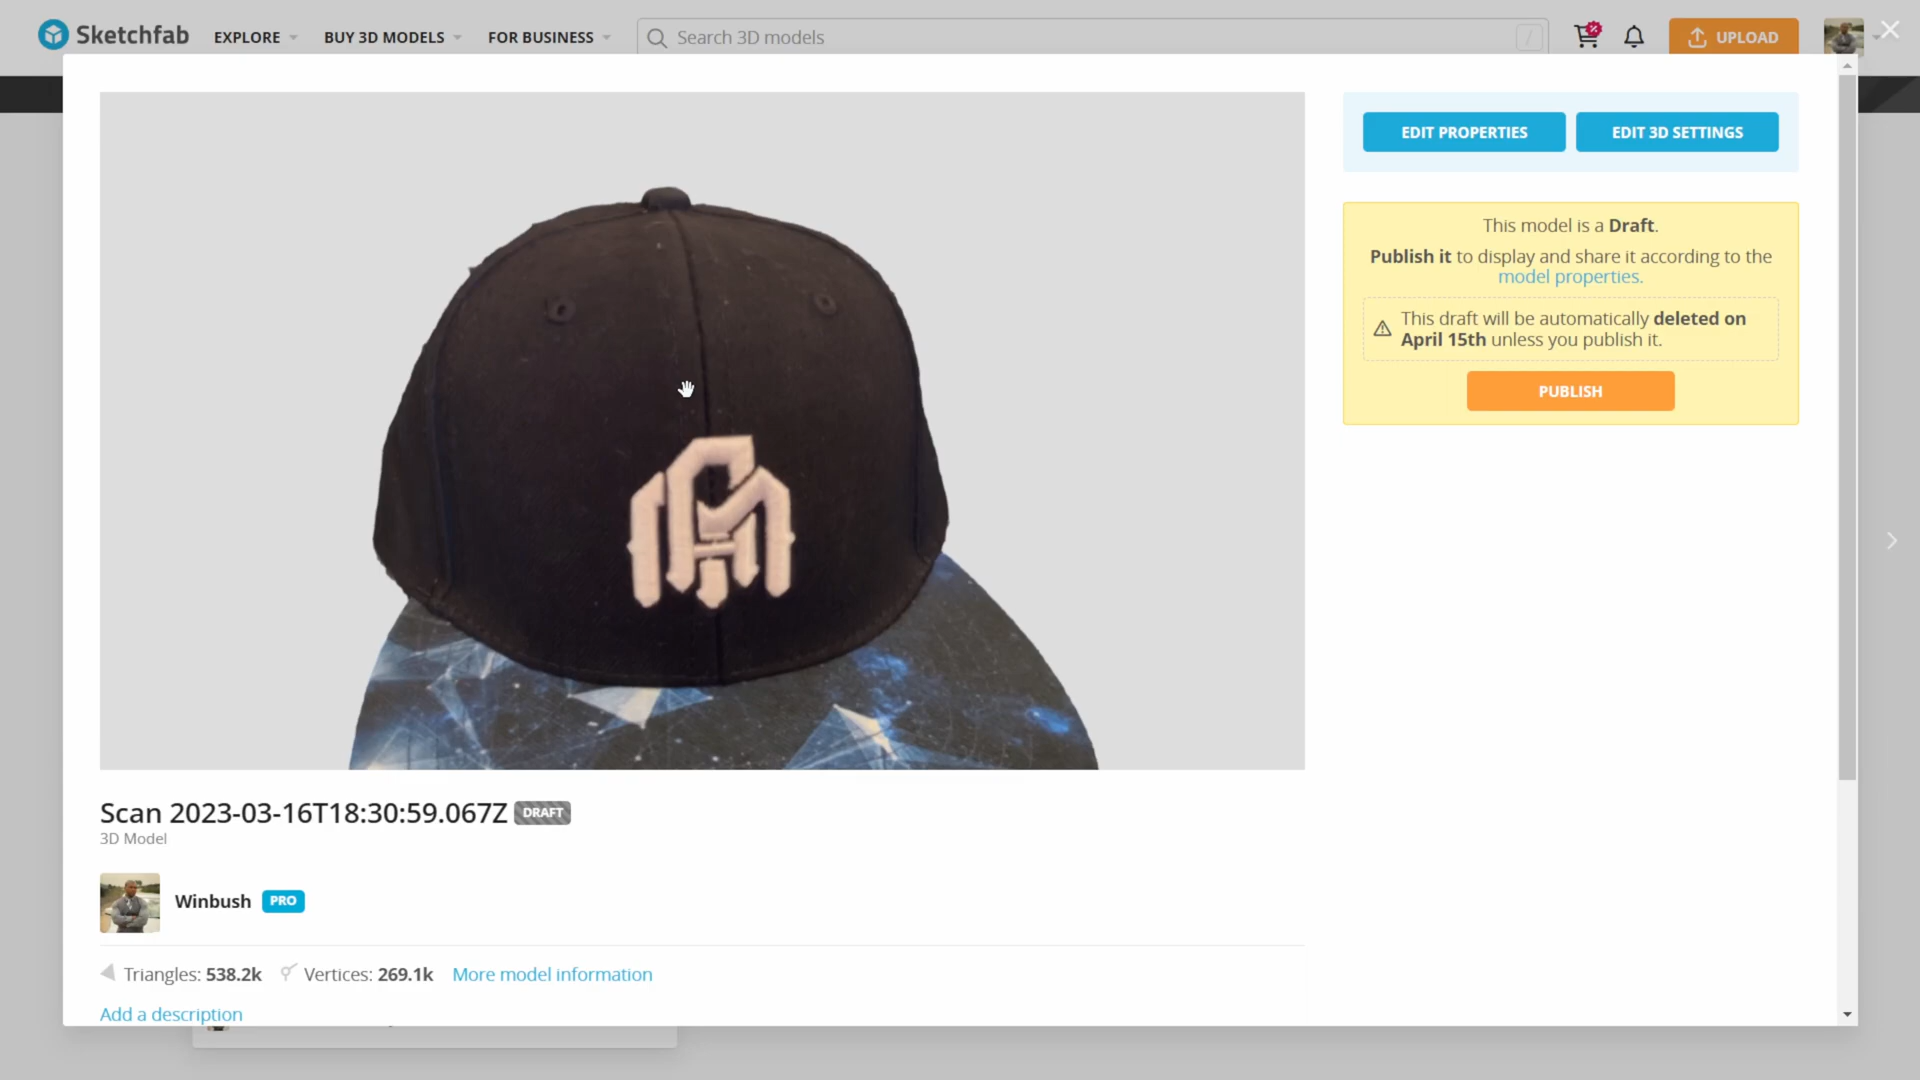 Sketchfab
EXPLORE
BUY 3D MODELS
FOR BUSINESS
Search 3D models
/
UPLOAD
EDIT PROPERTIES
EDIT 3D SETTINGS
This model is a Draft.
Publish it to display and share it according to the
model properties.
This draft will be automatically deleted on
April 15th unless you publish it.
PUBLISH
Scan 2023-03-16T18:30:59.067Z DRAFT
3D Model
Winbush PRO
Triangles: 538.2k Vertices: 269.1k More model information
Add a description